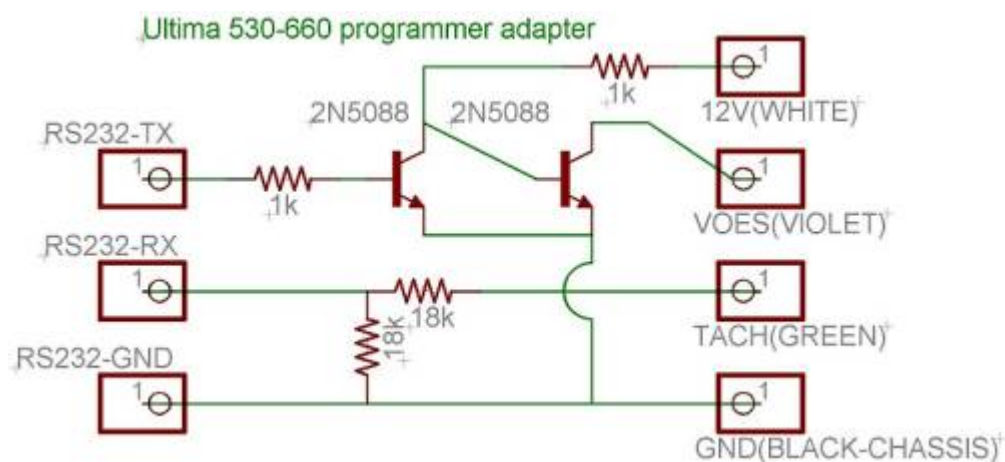 Ultima 530-660 programmer adapter
1
1k
12V(WHITE)
2N5088
2N5088
RS232-TX
1
1k
1
VOES(VIOLET)
RS232-RX
1
18k
18k
1
TACH(GREEN)
RS232-GND
1
1
GND(BLACK-CHASSIS)